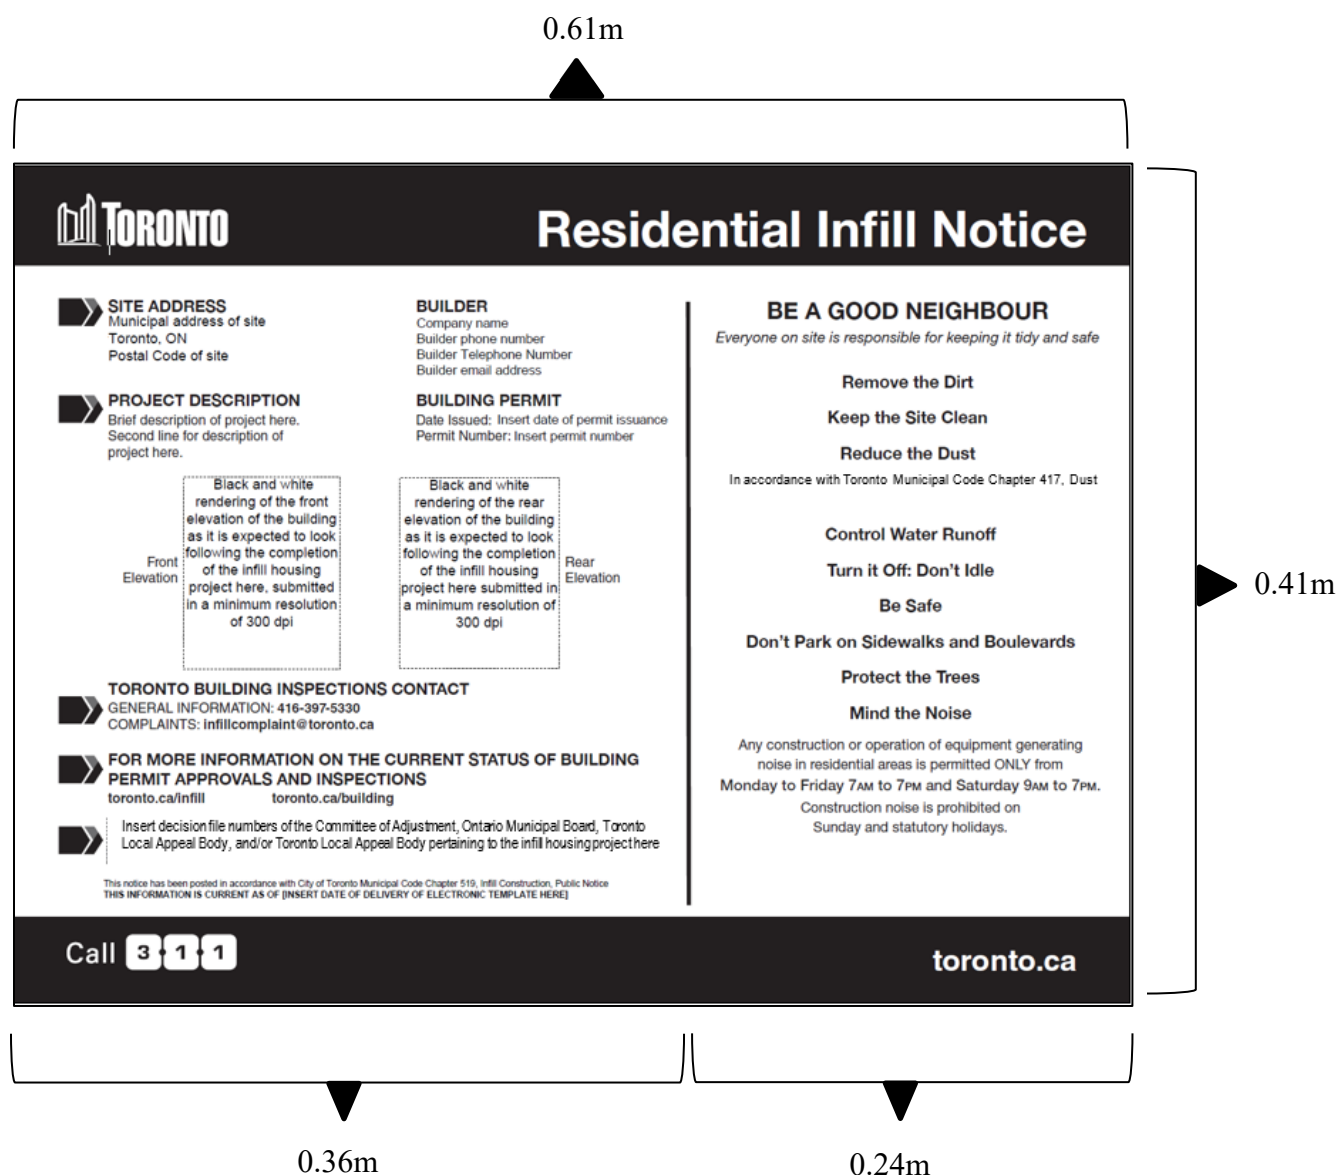 0.61m
TORONTO
Residential Infill Notice
SITE ADDRESS
Municipal address of site
Toronto, ON
Postal Code of site
BUILDER
Company name
Builder phone number
Builder Telephone Number
Builder email address
PROJECT DESCRIPTION
Brief description of project here.
Second line for description of
project here.
BUILDING PERMIT
Date Issued: Insert date of permit issuance
Permit Number: Insert permit number
Front
Elevation
Black and white
rendering of the front
elevation of the building
as it is expected to look
following the completion
of the infill housing
project here, submitted
in a minimum resolution
of 300 dpi
Black and white
rendering of the rear
elevation of the building
as it is expected to look
following the completion
of the infill housing
project here submitted in
a minimum resolution of
300 dpi
Rear
Elevation
TORONTO BUILDING INSPECTIONS CONTACT
GENERAL INFORMATION: 416-397-5330
COMPLAINTS: infillcomplaint@toronto.ca
FOR MORE INFORMATION ON THE CURRENT STATUS OF BUILDING
PERMIT APPROVALS AND INSPECTIONS
toronto.ca/infill toronto.ca/building
Insert decision file numbers of the Committee of Adjustment, Ontario Municipal Board, Toronto
Local Appeal Body, and/or Toronto Local Appeal Body pertaining to the infill housing project here
This notice has been posted in accordance with City of Toronto Municipal Code Chapter 519, Infill Construction, Public Notice
THIS INFORMATION IS CURRENT AS OF [INSERT DATE OF DELIVERY OF ELECTRONIC TEMPLATE HERE]
BE A GOOD NEIGHBOUR
Everyone on site is responsible for keeping it tidy and safe
Remove the Dirt
Keep the Site Clean
Reduce the Dust
In accordance with Toronto Municipal Code Chapter 417, Dust
Control Water Runoff
Turn it Off: Don't Idle
Be Safe
Don't Park on Sidewalks and Boulevards
Protect the Trees
Mind the Noise
Any construction or operation of equipment generating
noise in residential areas is permitted ONLY from
Monday to Friday 7AM to 7PM and Saturday 9AM to 7PM.
Construction noise is prohibited on
Sunday and statutory holidays.
0.41m
Call 3 1 1
toronto.ca
0.36m
0.24m